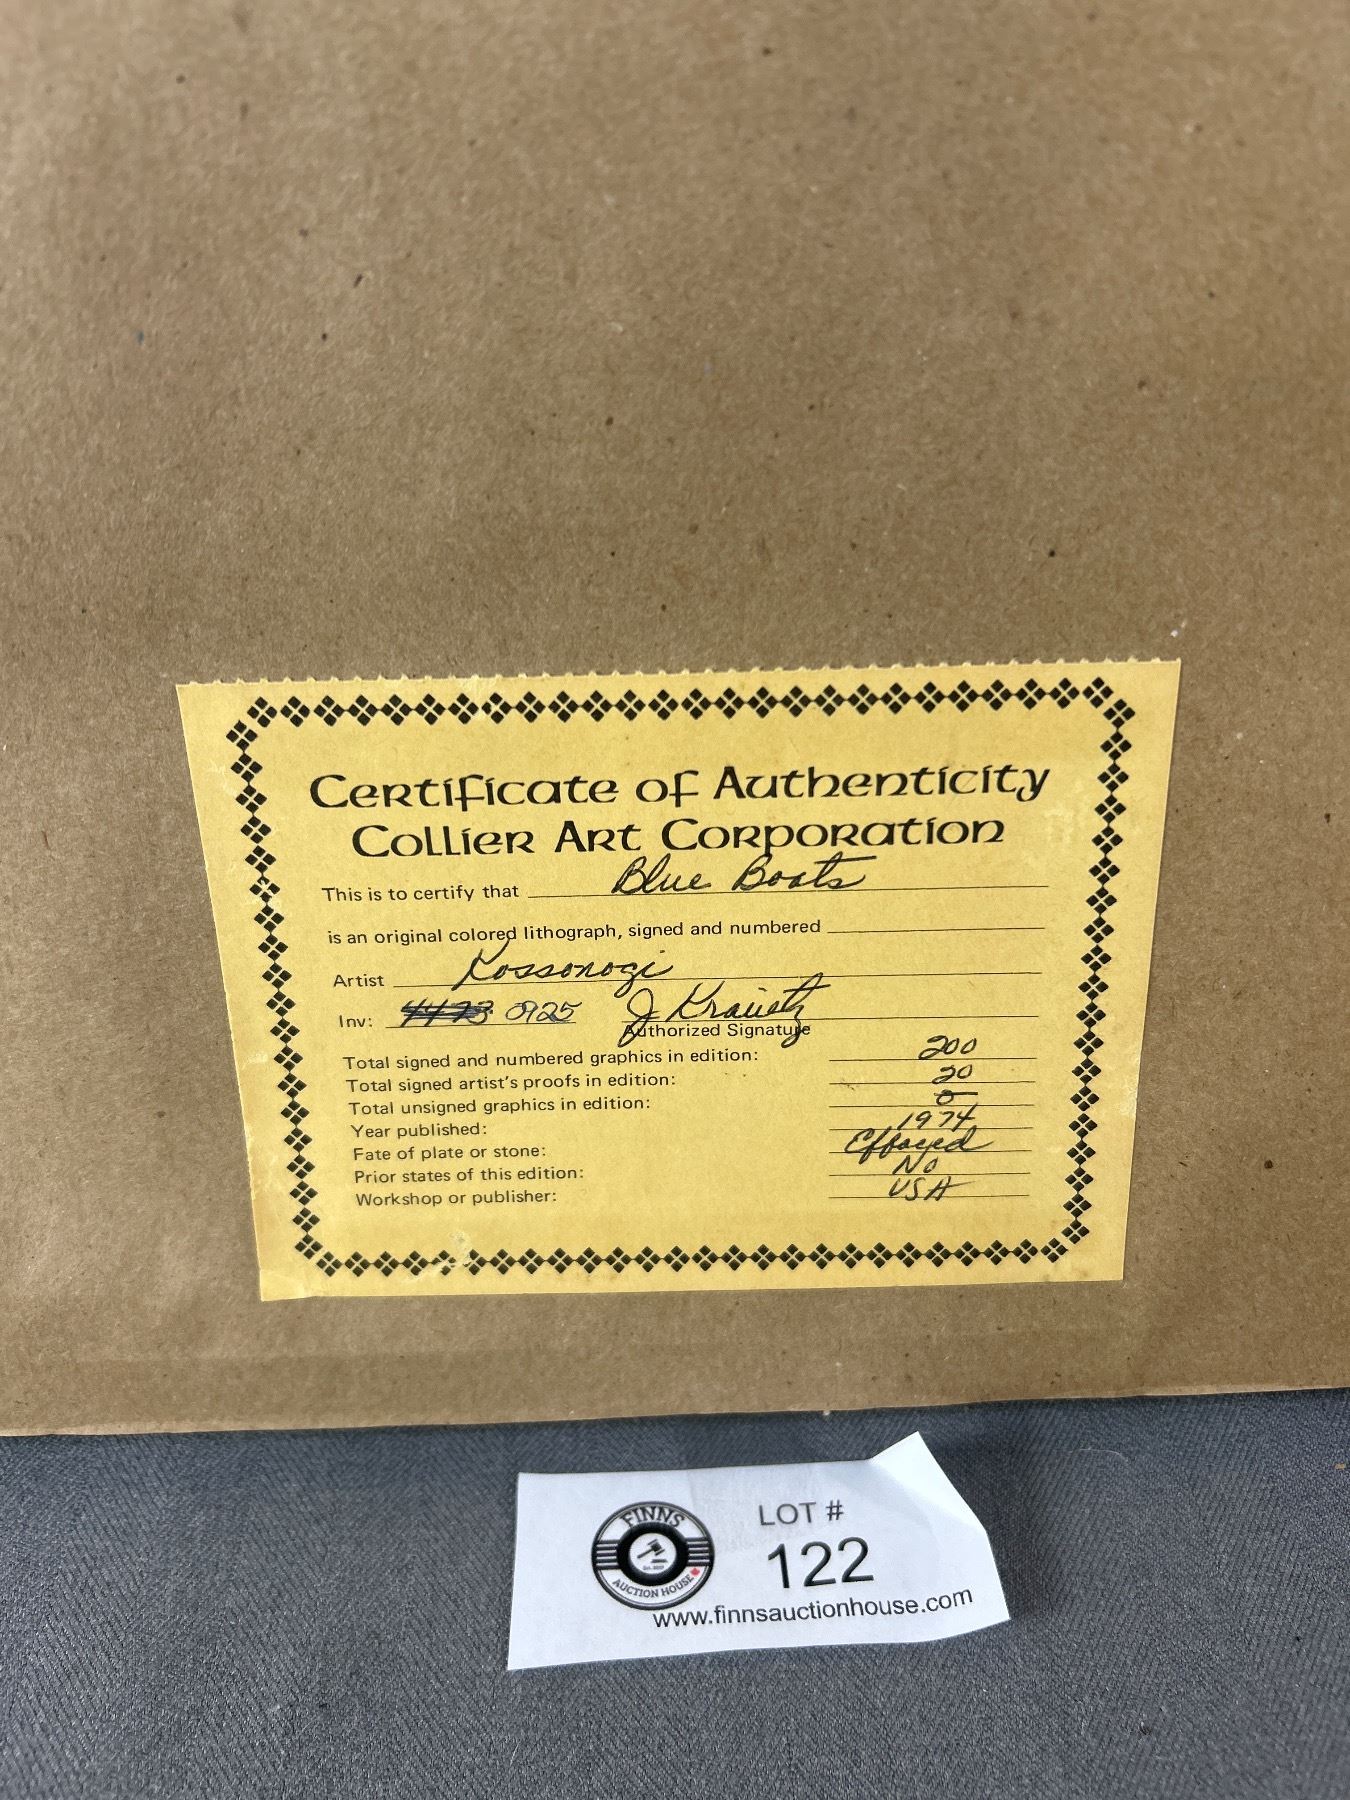 Certificate of Authenticity
Collier Art Corporation
This is to certify that Blue Boats
is an original colored lithograph, signed and numbered
Artist Kossonogi
Inv: 4473 0925 J Krauetz
Authorized Signature
Total signed and numbered graphics in edition: 200
Total signed artist's proofs in edition: 20
Total unsigned graphics in edition: 0
Year published: 1974
Fate of plate or stone: Effaced
Prior states of this edition: No
Workshop or publisher: USA
FINNS
AUCTION HOUSE
LOT #
122
www.finnsauctionhouse.com